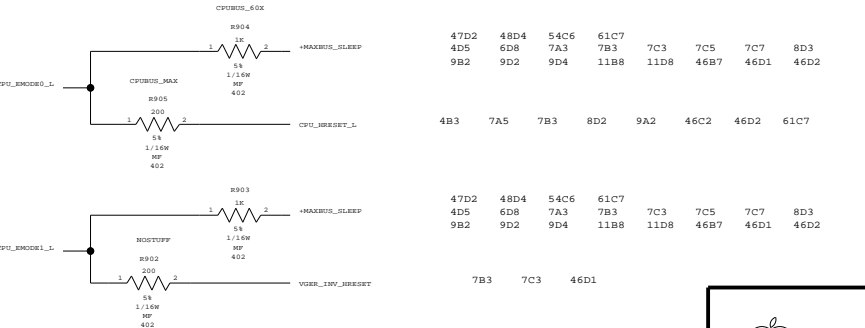 CPUBUS_60X
R904
1K
1 2 +MAXBUS_SLEEP
5%
1/16W
MF
402
47D2 48D4 54C6 61C7
4D5 6D8 7A3 7B3 7C3 7C5 7C7 8D3
9B2 9D2 9D4 11B8 11D8 46B7 46D1 46D2
CPU_EMODE0_L
CPUBUS_MAX
R905
200
1 2 CPU_HRESET_L
5%
1/16W
MF
402
4B3 7A5 7B3 8D2 9A2 46C2 46D2 61C7
R903
1K
1 2 +MAXBUS_SLEEP
5%
1/16W
MF
402
47D2 48D4 54C6 61C7
4D5 6D8 7A3 7B3 7C3 7C5 7C7 8D3
9B2 9D2 9D4 11B8 11D8 46B7 46D1 46D2
CPU_EMODE1_L
NOSTUFF
R902
200
1 2 VGER_INV_HRESET
5%
1/16W
MF
402
7B3 7C3 46D1